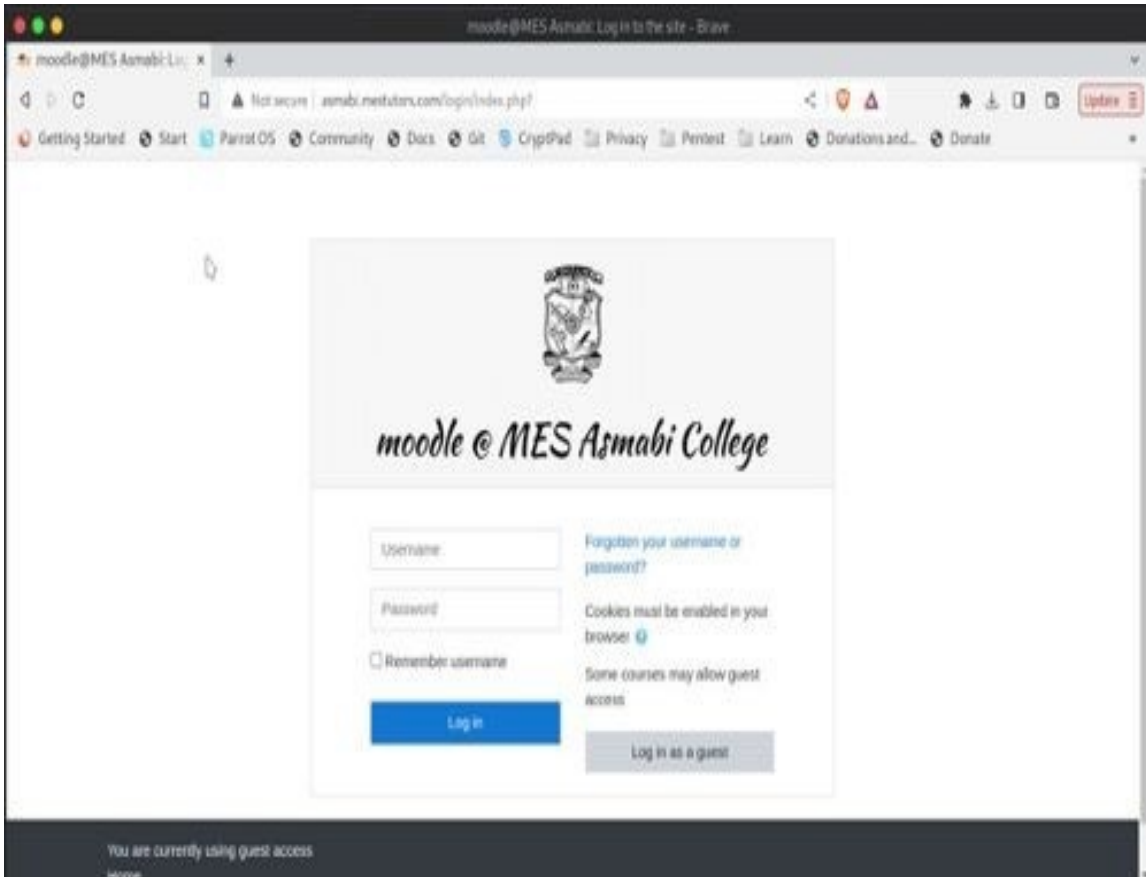 moodle@MES Asmabi: Log in to the site - Brave
moodle@MES Asmabi: Log
Not secure asmabi.mestutors.com/login/index.php?
Update
Getting Started Start Parrot OS Community Docs Git CryptPad Privacy Pentest Learn Donations and... Donate
moodle @ MES Asmabi College
Username
Password
Remember username
Log in
Forgotten your username or
password?
Cookies must be enabled in your
browser
Some courses may allow guest
access
Log in as a guest
You are currently using guest access
Home